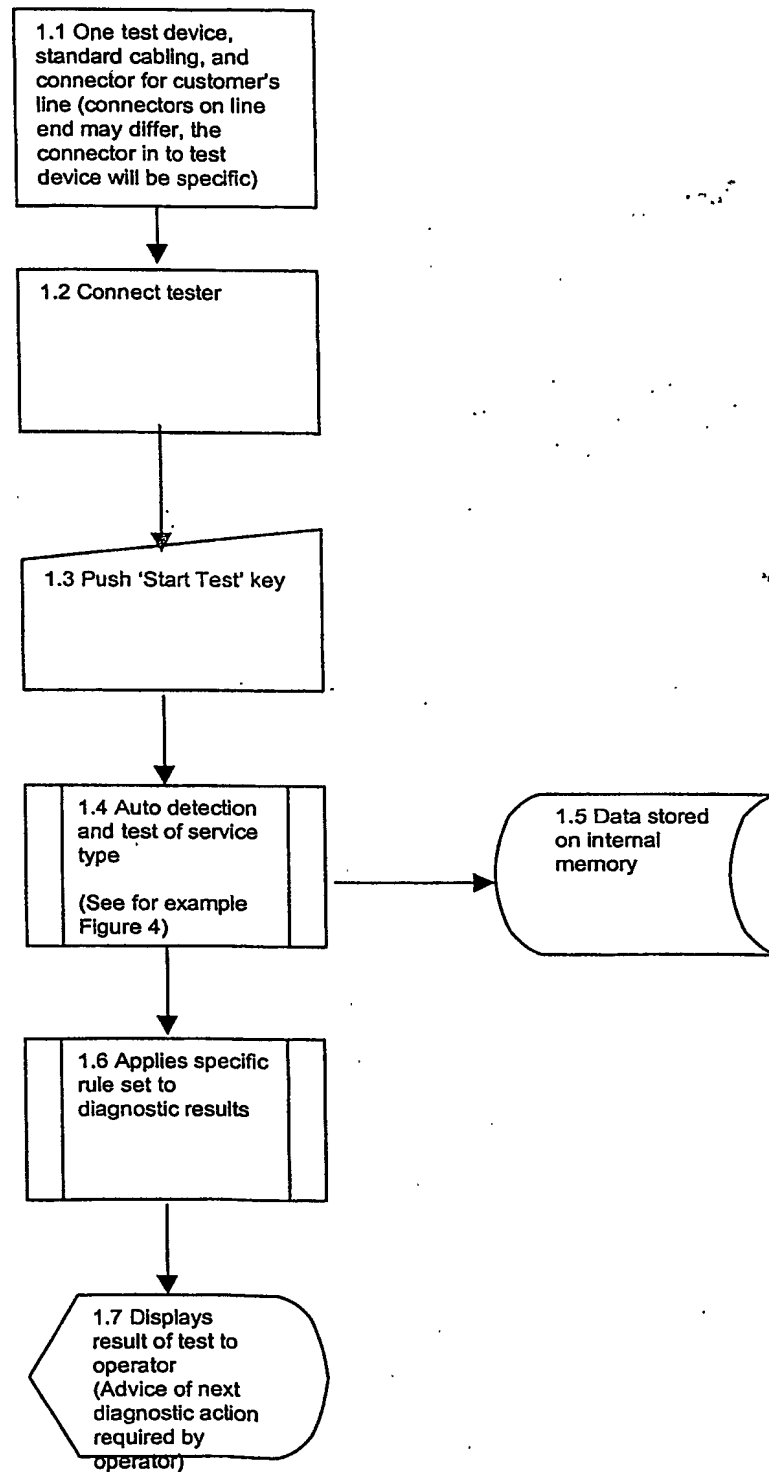 1.1 One test device,
standard cabling, and
connector for customer's
line (connectors on line
end may differ, the
connector in to test
device will be specific)
1.2 Connect tester
1.3 Push 'Start Test' key
1.4 Auto detection
and test of service
type
(See for example
Figure 4)
1.5 Data stored
on internal
memory
1.6 Applies specific
rule set to
diagnostic results
1.7 Displays
result of test to
operator
(Advice of next
diagnostic action
required by
operator)